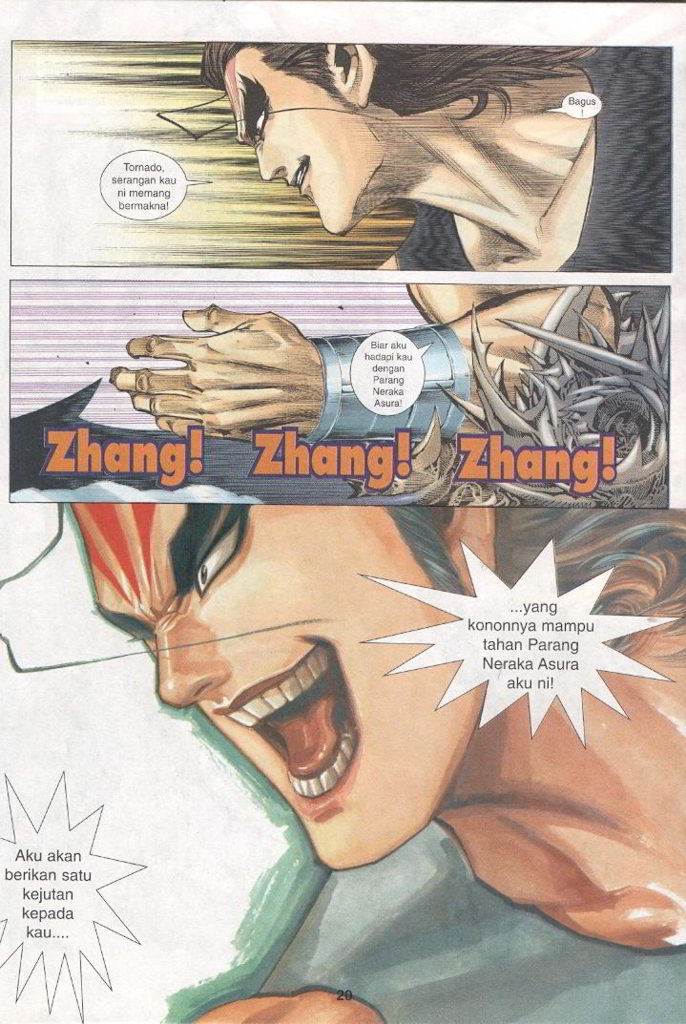 Bagus
!
Tornado,
serangan kau
ni memang
bermakna!
Biar aku
hadapi kau
dengan
Parang
Neraka
Asura!
Zhang! Zhang! Zhang!
...yang
kononnya mampu
tahan Parang
Neraka Asura
aku ni!
Aku akan
berikan satu
kejutan
kepada
kau....
20